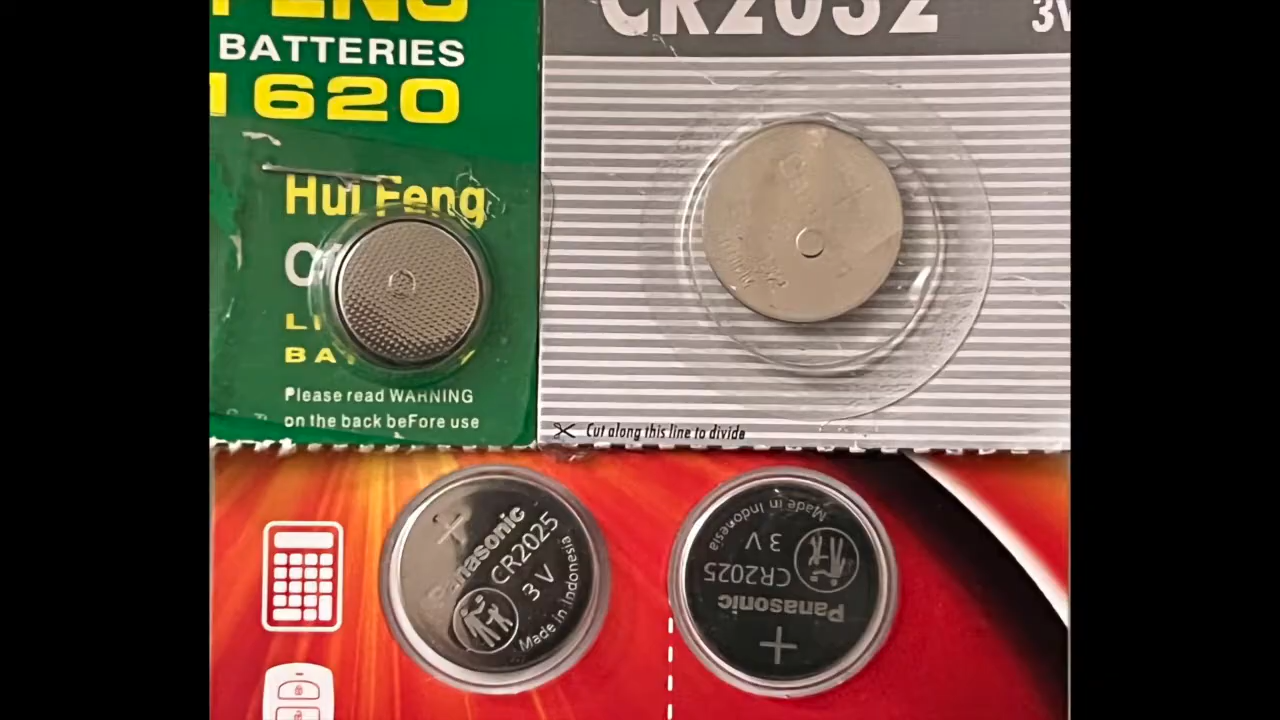 BATTERIES
1620
Hui Feng
Please read WARNING
on the back beFore use
CR2032
3V
Cut along this line to divide
Panasonic
CR2025
3 V
Made in Indonesia
Panasonic
CR2025
3 V
Made in Indonesia